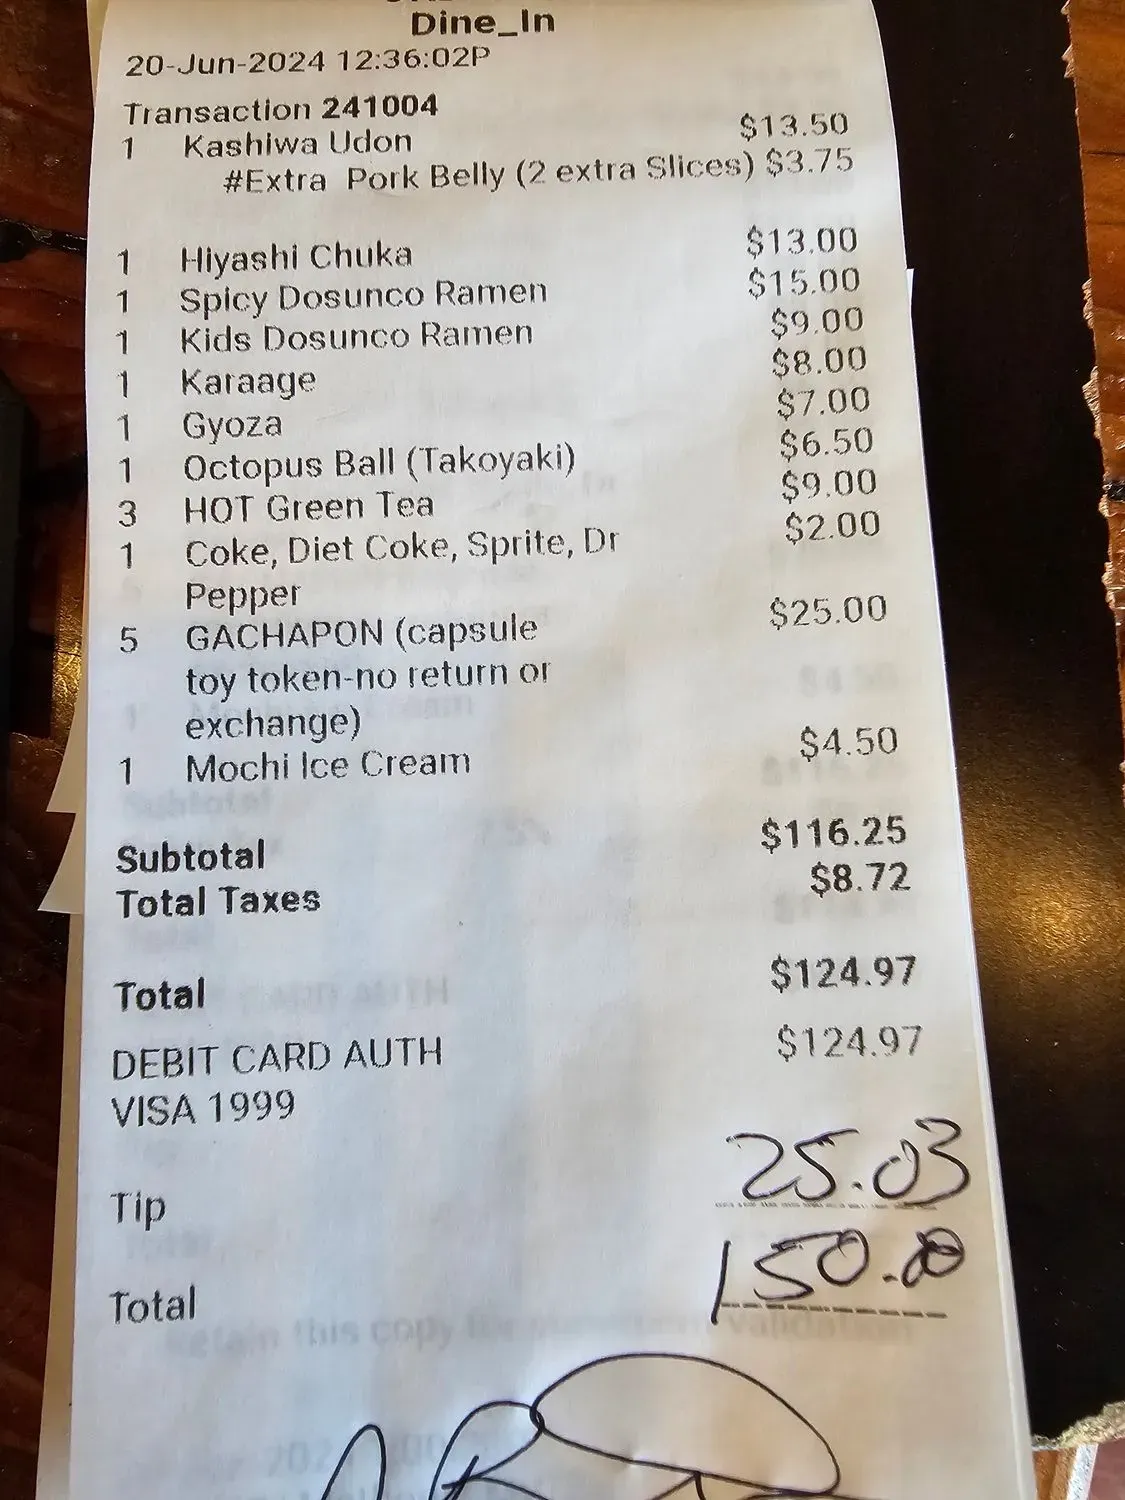 Dine_In
20-Jun-2024 12:36:02P
Transaction 241004
1 Kashiwa Udon $13.50
#Extra Pork Belly (2 extra Slices) $3.75
1 Hiyashi Chuka $13.00
1 Spicy Dosunco Ramen $15.00
1 Kids Dosunco Ramen $9.00
1 Karaage $8.00
1 Gyoza $7.00
1 Octopus Ball (Takoyaki) $6.50
3 HOT Green Tea $9.00
1 Coke, Diet Coke, Sprite, Dr $2.00
Pepper
5 GACHAPON (capsule $25.00
toy token-no return or
exchange)
1 Mochi Ice Cream $4.50
Subtotal $116.25
Total Taxes $8.72
Total $124.97
DEBIT CARD AUTH $124.97
VISA 1999
Tip 25.03
Total 150.00